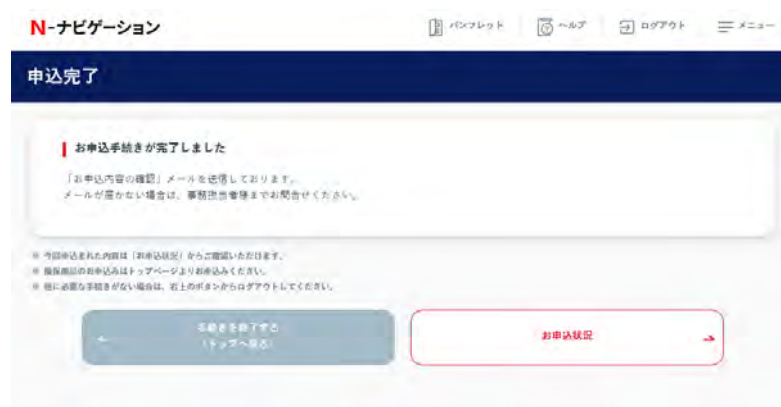 N-ナビゲーション
パンフレット
ヘルプ
ログアウト
メニュー
申込完了
お申込手続きが完了しました
「お申込内容の確認」メールを送信しております。
メールが届かない場合は、事務担当者様までお問合せください。
※ 今回申込まれた内容は「お申込状況」からご確認いただけます。
※ 損保商品のお申込みはトップページよりお申込みください。
※ 他に必要な手続きがない場合は、右上のボタンからログアウトしてください。
手続きを終了する
(トップへ戻る)
お申込状況